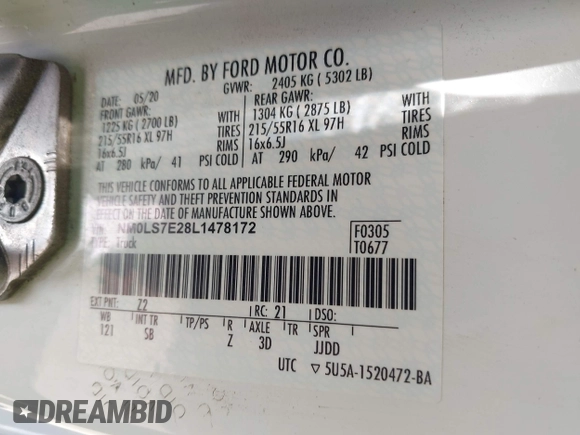 MFD. BY FORD MOTOR CO.
DATE: 05/20 GVWR: 2405 KG ( 5302 LB)
FRONT GAWR: REAR GAWR:
1225 KG ( 2700 LB) WITH 1304 KG ( 2875 LB) WITH
215/55R16 XL 97H TIRES 215/55R16 XL 97H TIRES
16x6.5J RIMS 16x6.5J RIMS
AT 280 kPa/ 41 PSI COLD AT 290 kPa/ 42 PSI COLD
THIS VEHICLE CONFORMS TO ALL APPLICABLE FEDERAL MOTOR
VEHICLE SAFETY AND THEFT PREVENTION STANDARDS IN
EFFECT ON THE DATE OF MANUFACTURE SHOWN ABOVE.
VIN: NM0LS7E28L1478172 F0305
TYPE: Truck T0677
EXT PNT: Z2 RC: 21 DSO:
WB INT TR TP/PS R AXLE TR SPR
121 SB Z 3D JJDD
UTC ▽ 5U5A-1520472-BA
DREAMBID